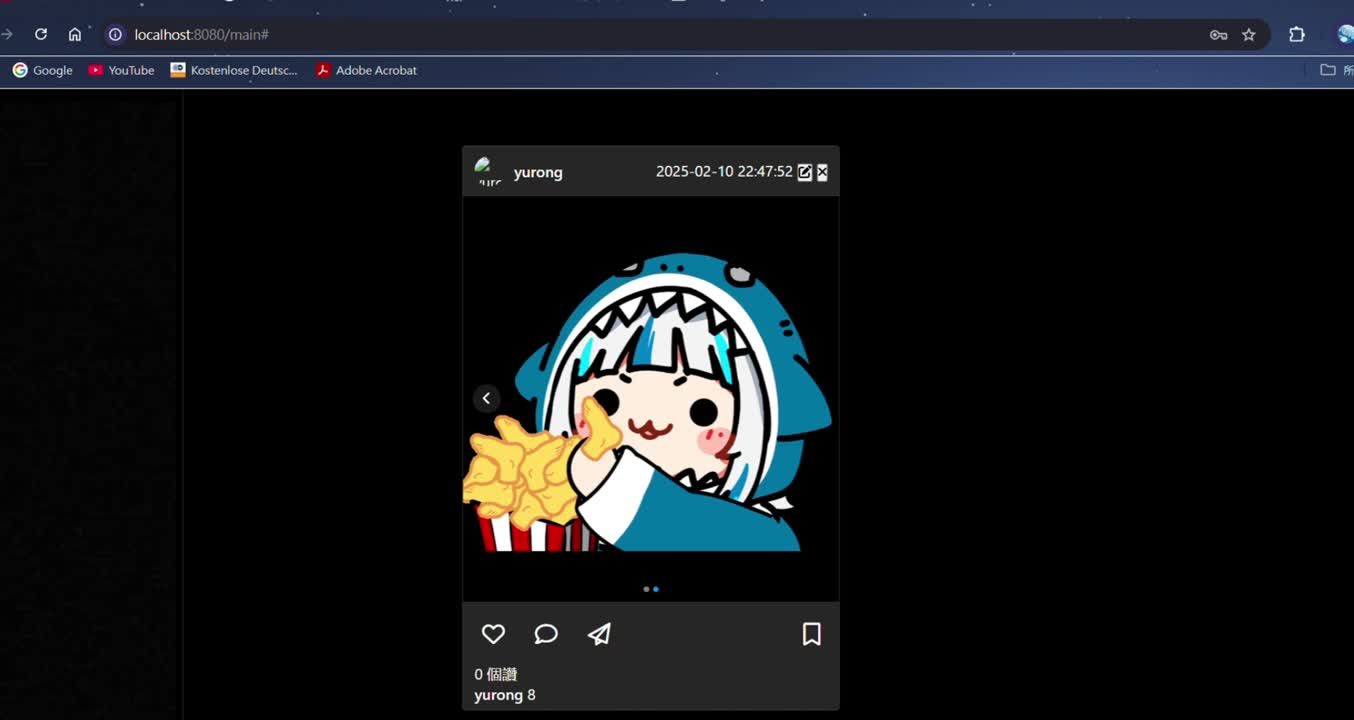 localhost:8080/main#
Google YouTube Kostenlose Deutsc... Adobe Acrobat 所
yurong 2025-02-10 22:47:52
0 個讚
yurong 8